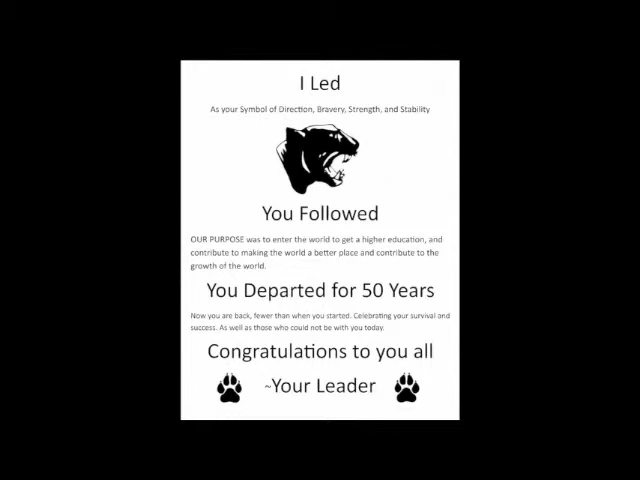 I Led
As your Symbol of Direction, Bravery, Strength, and Stability
You Followed
OUR PURPOSE was to enter the world to get a higher education, and
contribute to making the world a better place and contribute to the
growth of the world.
You Departed for 50 Years
Now you are back, fewer than when you started. Celebrating your survival and
success. As well as those who could not be with you today.
Congratulations to you all
~Your Leader